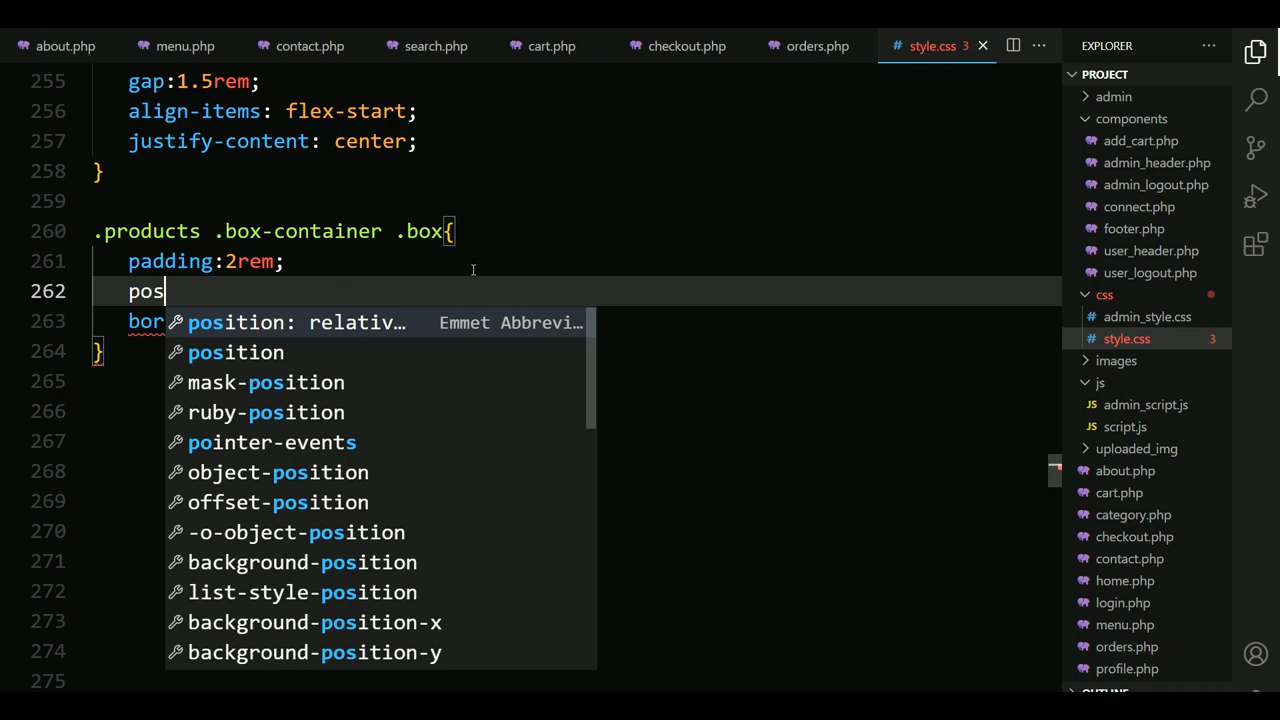 about.php menu.php contact.php search.php cart.php checkout.php orders.php # style.css 3 × ···
EXPLORER ···
PROJECT
admin
components
add_cart.php
admin_header.php
admin_logout.php
connect.php
footer.php
user_header.php
user_logout.php
css
# admin_style.css
# style.css 3
images
js
JS admin_script.js
JS script.js
uploaded_img
about.php
cart.php
category.php
checkout.php
contact.php
home.php
login.php
menu.php
orders.php
profile.php
OUTLINE
255 gap:1.5rem;
256 align-items: flex-start;
257 justify-content: center;
258 }
259
260 .products .box-container .box{
261 padding:2rem;
262 pos
263 bor
264 }
265
266
267
268
269
270
271
272
273
274
275
position: relativ… Emmet Abbrevi…
position
mask-position
ruby-position
pointer-events
object-position
offset-position
-o-object-position
background-position
list-style-position
background-position-x
background-position-y